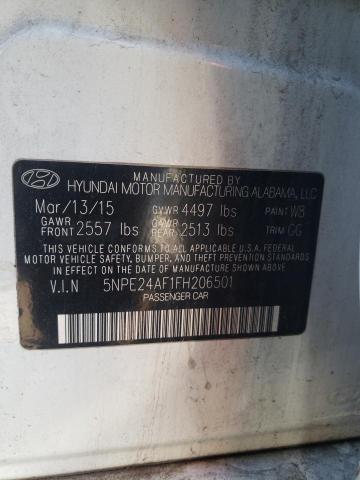 MANUFACTURED BY
HYUNDAI MOTOR MANUFACTURING ALABAMA, LLC
Mar/13/15 GVWR 4497 lbs PAINT W8
GAWR FRONT 2557 lbs GAWR REAR 2513 lbs TRIM GG
THIS VEHICLE CONFORMS TO ALL APPLICABLE U.S.A. FEDERAL
MOTOR VEHICLE SAFETY, BUMPER, AND THEFT PREVENTION
STANDARDS IN EFFECT ON THE DATE OF MANUFACTURE SHOWN ABOVE.
V.I.N 5NPE24AF1FH206501
PASSENGER CAR